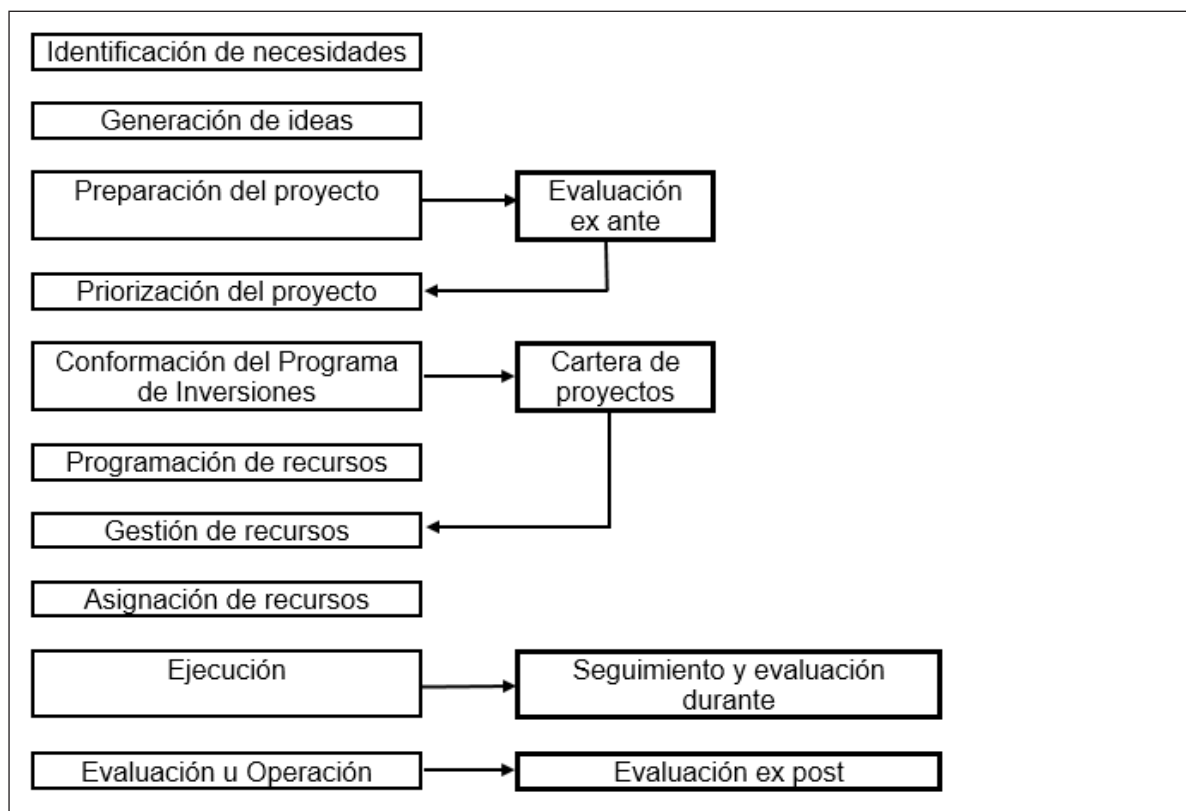 Identificación de necesidades
Generación de ideas
Preparación del proyecto
Evaluación
ex ante
Priorización del proyecto
Conformación del Programa
de Inversiones
Cartera de
proyectos
Programación de recursos
Gestión de recursos
Asignación de recursos
Ejecución
Seguimiento y evaluación
durante
Evaluación u Operación
Evaluación ex post